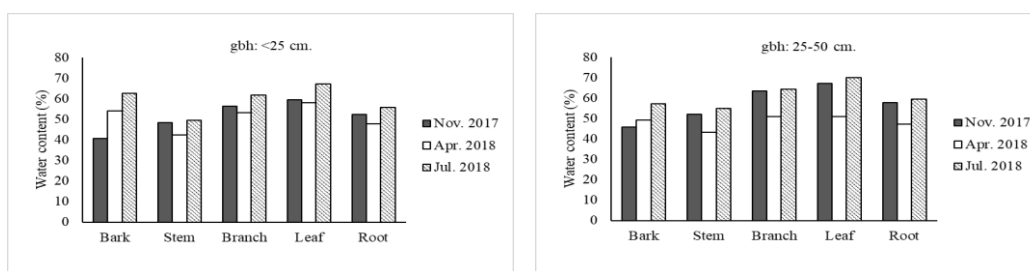 gbh: <25 cm.
Water content (%)
80
70
60
50
40
30
20
10
0
Bark Stem Branch Leaf Root
Nov. 2017
Apr. 2018
Jul. 2018
gbh: 25-50 cm.
Water content (%)
80
70
60
50
40
30
20
10
0
Bark Stem Branch Leaf Root
Nov. 2017
Apr. 2018
Jul. 2018